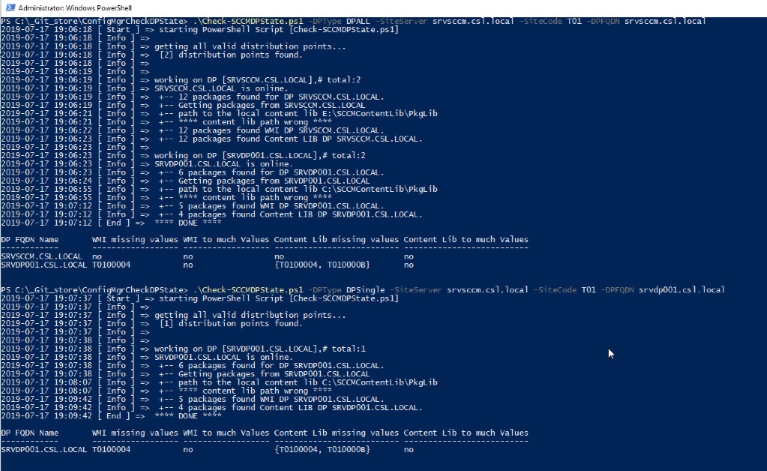 Administrator: Windows PowerShell
PS C:\_Git_store\ConfigMgrCheckDPState> .\Check-SCCMDPState.ps1 -DPType DPALL -SiteServer srvsccm.csl.local -SiteCode T01 -DPFQDN srvsccm.csl.local
2019-07-17 19:06:18 [ Start ] => starting PowerShell Script [Check-SCCMDPState.ps1]
2019-07-17 19:06:18 [ Info ] =>
2019-07-17 19:06:18 [ Info ] => getting all valid distribution points...
2019-07-17 19:06:18 [ Info ] =>  [2] distribution points found.
2019-07-17 19:06:19 [ Info ] =>
2019-07-17 19:06:19 [ Info ] =>
2019-07-17 19:06:19 [ Info ] => working on DP [SRVSCCM.CSL.LOCAL],# total:2
2019-07-17 19:06:19 [ Info ] => SRVSCCM.CSL.LOCAL is online.
2019-07-17 19:06:19 [ Info ] =>  +-- 12 packages found for DP SRVSCCM.CSL.LOCAL.
2019-07-17 19:06:19 [ Info ] =>  +-- Getting packages from SRVSCCM.CSL.LOCAL
2019-07-17 19:06:21 [ Info ] =>  +-- path to the local content lib E:\SCCMContentLib\PkgLib
2019-07-17 19:06:21 [ Info ] =>  +-- **** content lib path wrong ****
2019-07-17 19:06:22 [ Info ] =>  +-- 12 packages found WMI DP SRVSCCM.CSL.LOCAL.
2019-07-17 19:06:23 [ Info ] =>  +-- 12 packages found Content LIB DP SRVSCCM.CSL.LOCAL.
2019-07-17 19:06:23 [ Info ] =>
2019-07-17 19:06:23 [ Info ] => working on DP [SRVDP001.CSL.LOCAL],# total:2
2019-07-17 19:06:23 [ Info ] => SRVDP001.CSL.LOCAL is online.
2019-07-17 19:06:23 [ Info ] =>  +-- 6 packages found for DP SRVDP001.CSL.LOCAL.
2019-07-17 19:06:24 [ Info ] =>  +-- Getting packages from SRVDP001.CSL.LOCAL
2019-07-17 19:06:55 [ Info ] =>  +-- path to the local content lib C:\SCCMContentLib\PkgLib
2019-07-17 19:06:55 [ Info ] =>  +-- **** content lib path wrong ****
2019-07-17 19:07:12 [ Info ] =>  +-- 5 packages found WMI DP SRVDP001.CSL.LOCAL.
2019-07-17 19:07:12 [ Info ] =>  +-- 4 packages found Content LIB DP SRVDP001.CSL.LOCAL.
2019-07-17 19:07:12 [ End ] =>  **** DONE ****
DP FQDN Name WMI missing values WMI to much Values Content Lib missing values Content Lib to much Values
SRVSCCM.CSL.LOCAL no no no no
SRVDP001.CSL.LOCAL T0100004 no {T0100004, T010000B} no
PS C:\_Git_store\ConfigMgrCheckDPState> .\Check-SCCMDPState.ps1 -DPType DPSingle -SiteServer srvsccm.csl.local -SiteCode T01 -DPFQDN srvdp001.csl.local
2019-07-17 19:07:37 [ Start ] => starting PowerShell Script [Check-SCCMDPState.ps1]
2019-07-17 19:07:37 [ Info ] =>
2019-07-17 19:07:37 [ Info ] => getting all valid distribution points...
2019-07-17 19:07:37 [ Info ] =>  [1] distribution points found.
2019-07-17 19:07:38 [ Info ] =>
2019-07-17 19:07:38 [ Info ] =>
2019-07-17 19:07:38 [ Info ] => working on DP [SRVDP001.CSL.LOCAL],# total:1
2019-07-17 19:07:38 [ Info ] => SRVDP001.CSL.LOCAL is online.
2019-07-17 19:07:38 [ Info ] =>  +-- 6 packages found for DP SRVDP001.CSL.LOCAL.
2019-07-17 19:07:38 [ Info ] =>  +-- Getting packages from SRVDP001.CSL.LOCAL
2019-07-17 19:08:07 [ Info ] =>  +-- path to the local content lib C:\SCCMContentLib\PkgLib
2019-07-17 19:08:07 [ Info ] =>  +-- **** content lib path wrong ****
2019-07-17 19:09:42 [ Info ] =>  +-- 5 packages found WMI DP SRVDP001.CSL.LOCAL.
2019-07-17 19:09:42 [ Info ] =>  +-- 4 packages found Content LIB DP SRVDP001.CSL.LOCAL.
2019-07-17 19:09:42 [ End ] =>  **** DONE ****
DP FQDN Name WMI missing values WMI to much Values Content Lib missing values Content Lib to much Values
SRVDP001.CSL.LOCAL T0100004 no {T0100004, T010000B} no